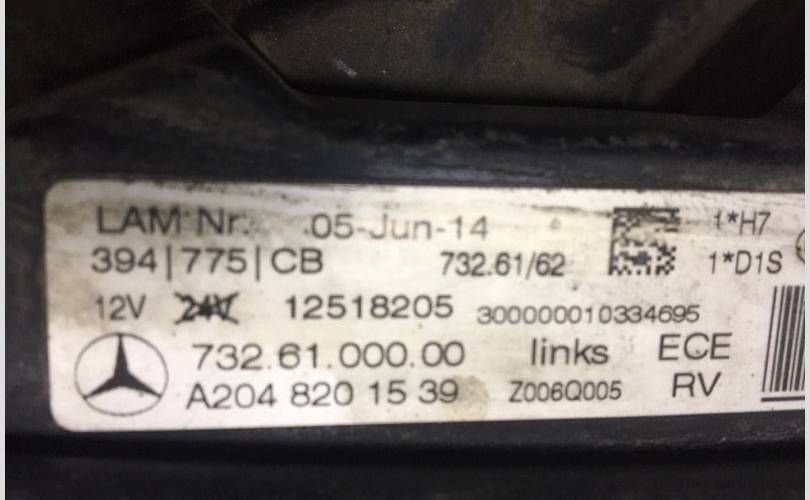 LAM Nr. 05-Jun-14 1*H7
394|775|CB 732.61/62 1*D1S
12V 24V 12518205 300000010334695
732.61.000.00 links ECE
A204 820 15 39 Z006Q005 RV